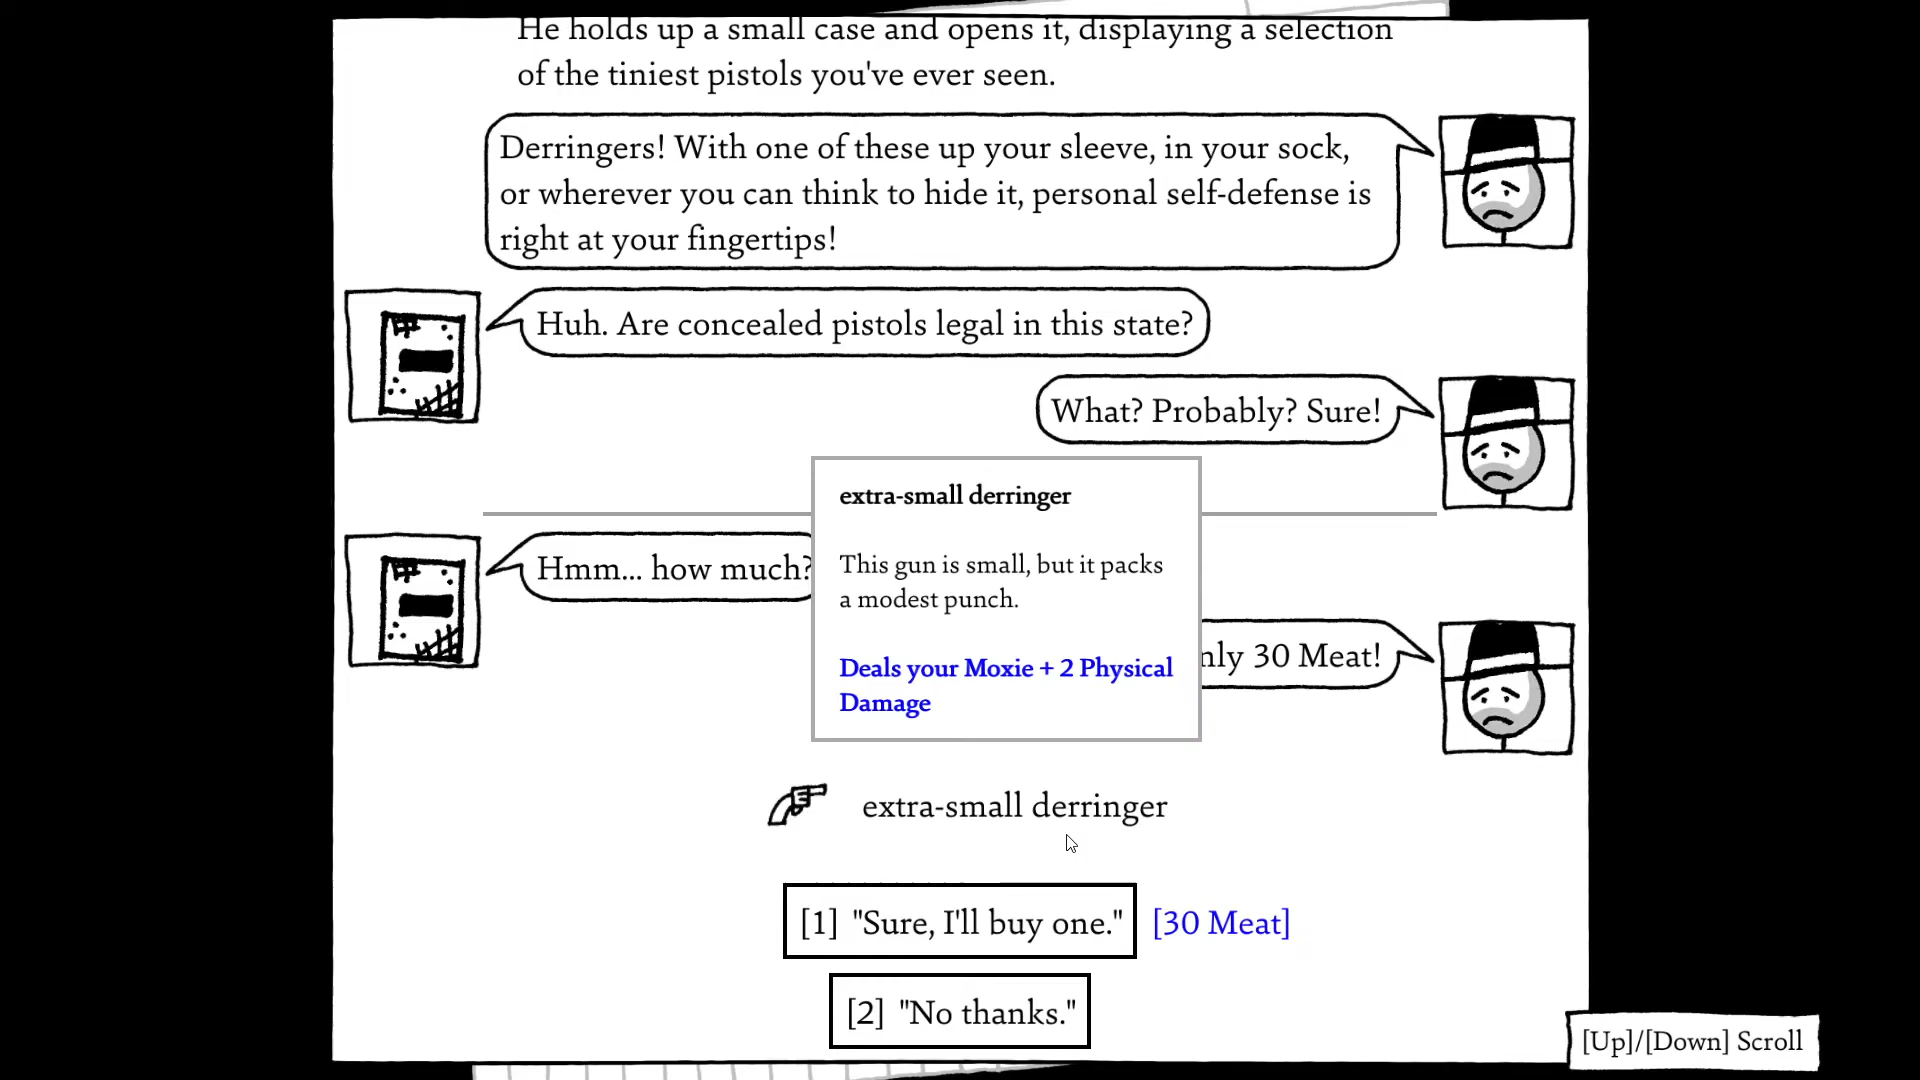 He holds up a small case and opens it, displaying a selection
of the tiniest pistols you've ever seen.
Derringers! With one of these up your sleeve, in your sock,
or wherever you can think to hide it, personal self-defense is
right at your fingertips!
Huh. Are concealed pistols legal in this state?
What? Probably? Sure!
Hmm... how much?
30 Meat!
extra-small derringer
This gun is small, but it packs
a modest punch.
Deals your Moxie + 2 Physical
Damage
extra-small derringer
[1] "Sure, I'll buy one." [30 Meat]
[2] "No thanks."
[Up]/[Down] Scroll